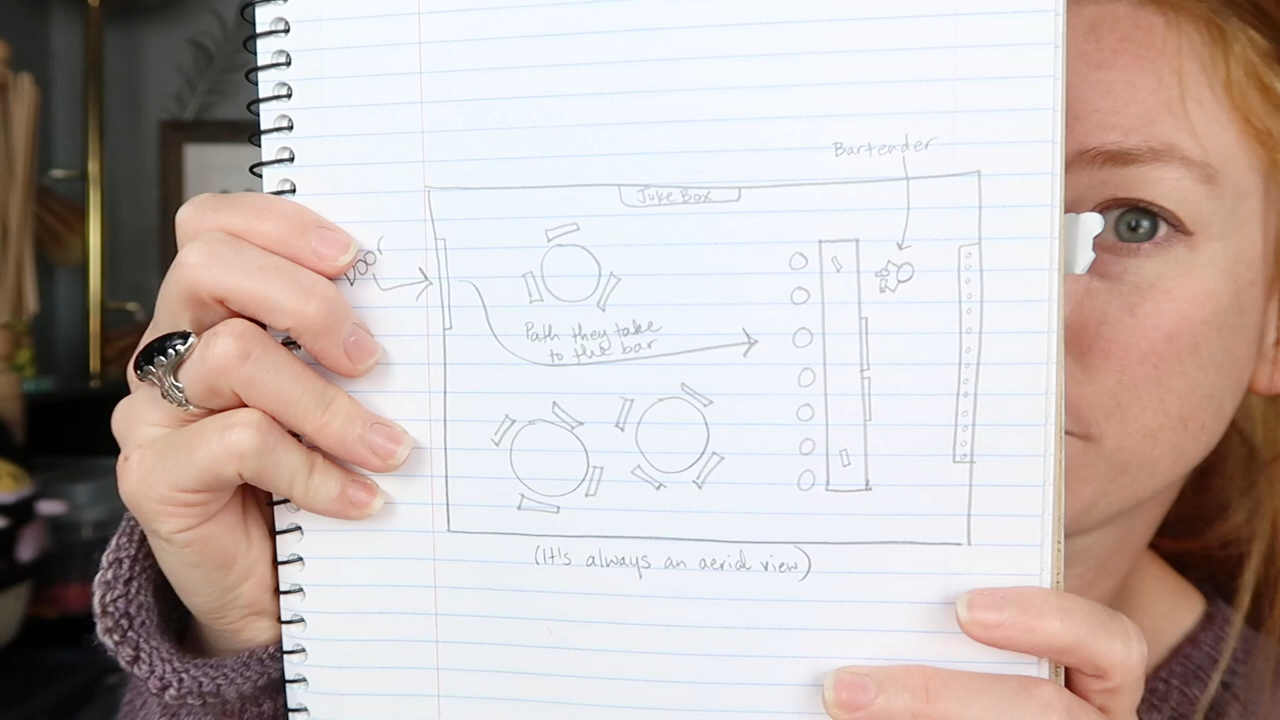 Bartender
Juke Box
Door
Path they take
to the bar
(It's always an aerial view)